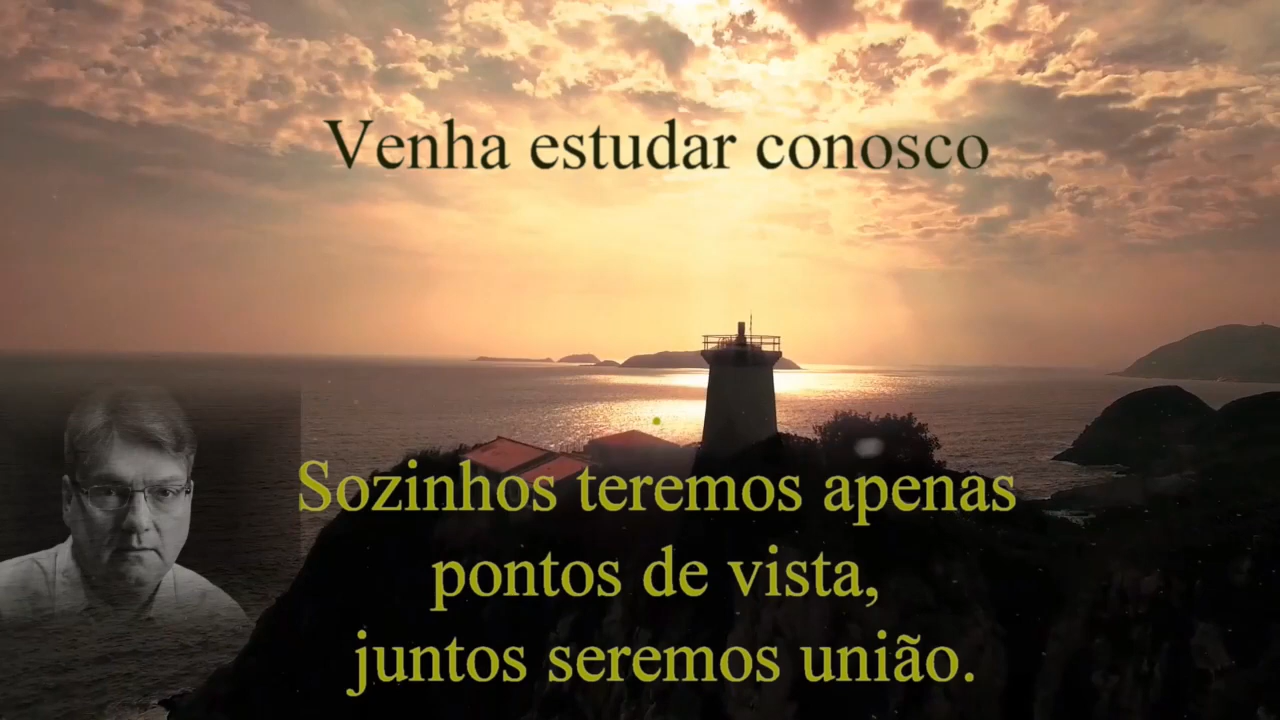 Venha estudar conosco
Sozinhos teremos apenas
pontos de vista,
juntos seremos união.